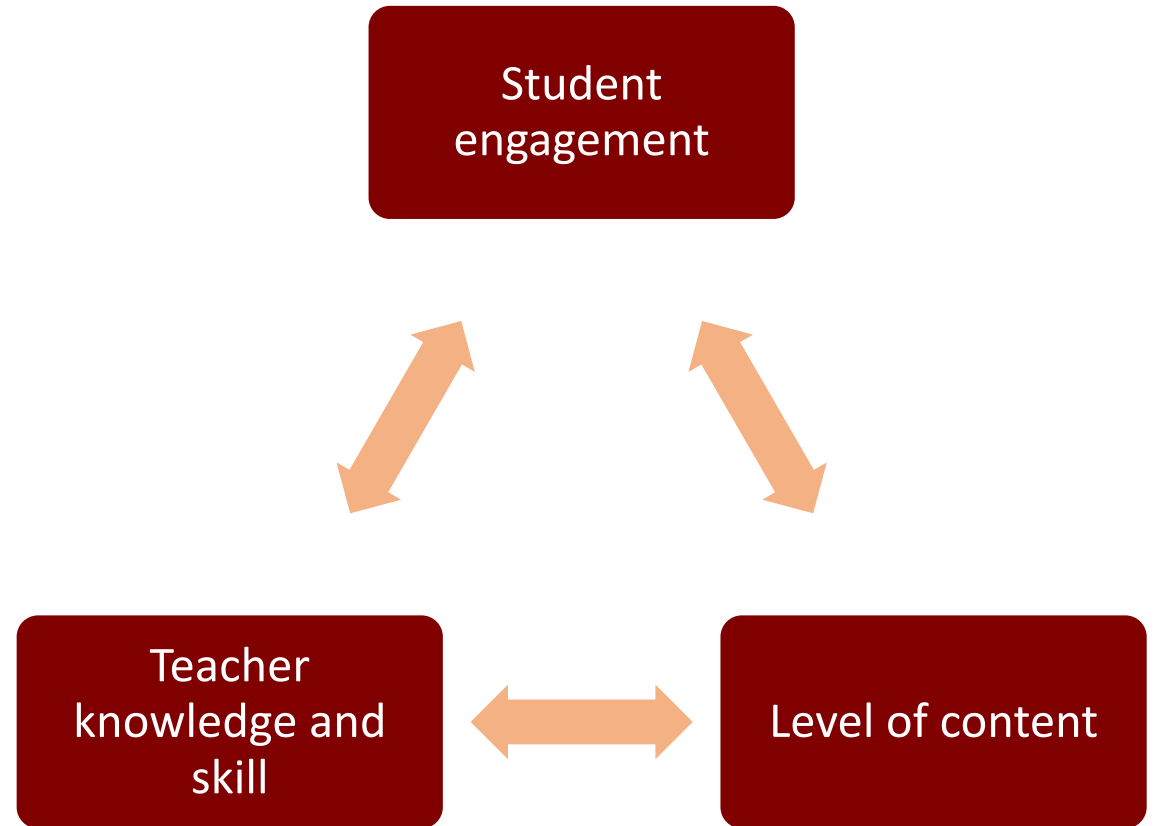 Student
engagement
Teacher
knowledge and
skill
Level of content